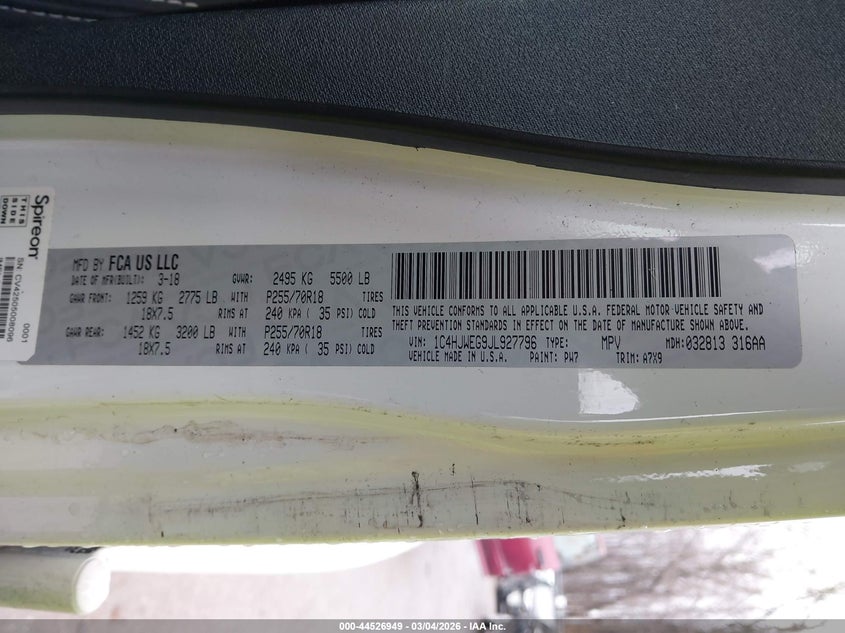 Spireon
THIS
SIDE
DOWN
SN: CV42505008096
0001
MFD BY FCA US LLC
DATE OF MFR(BUILT): 3-18 GVWR: 2495 KG 5500 LB
GAWR FRONT: 1259 KG 2775 LB WITH P255/70R18 TIRES
18X7.5 RIMS AT 240 KPA ( 35 PSI) COLD
GAWR REAR: 1452 KG 3200 LB WITH P255/70R18 TIRES
18X7.5 RIMS AT 240 KPA ( 35 PSI) COLD
THIS VEHICLE CONFORMS TO ALL APPLICABLE U.S.A. FEDERAL MOTOR VEHICLE SAFETY AND
THEFT PREVENTION STANDARDS IN EFFECT ON THE DATE OF MANUFACTURE SHOWN ABOVE.
VIN: 1C4HJWEG9JL927796 TYPE: MPV MDH: 032813 316AA
VEHICLE MADE IN U.S.A. PAINT: PW7 TRIM: A7X9
000-44526949 - 03/04/2026 - IAA Inc.